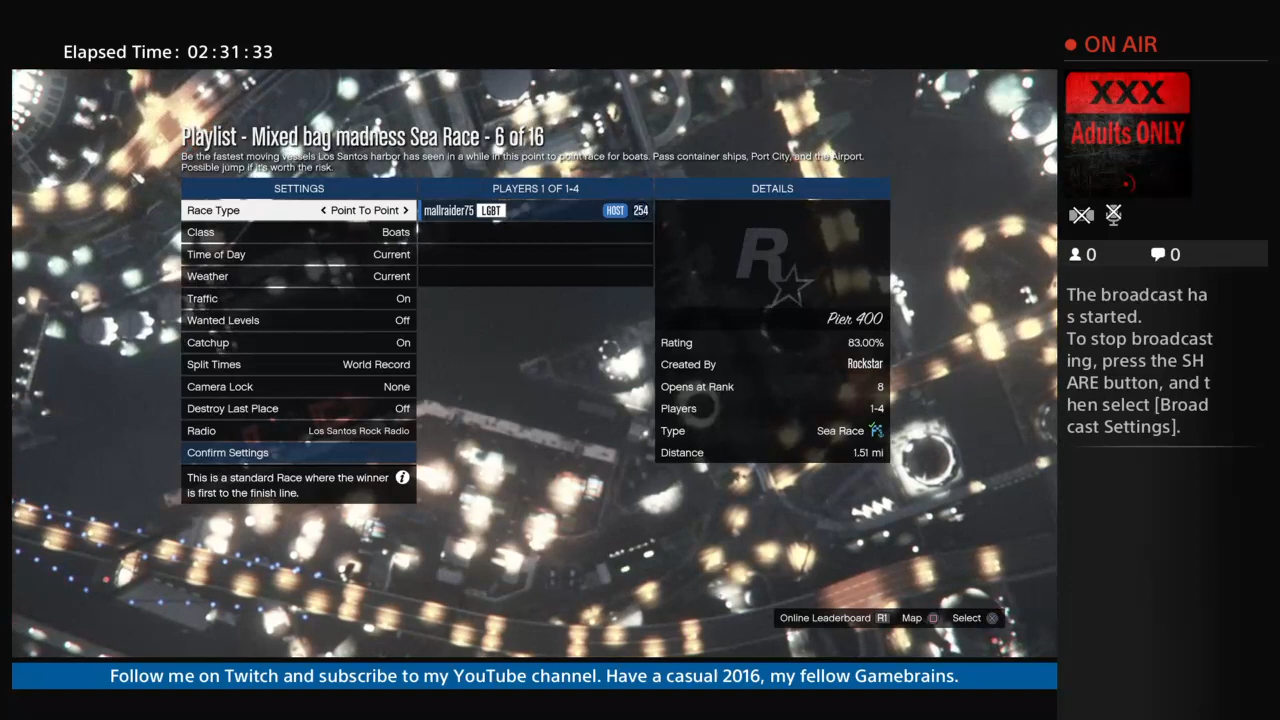 Elapsed Time: 02:31:33
ON AIR
XXX
Adults ONLY
0
0
The broadcast ha
s started.
To stop broadcast
ing, press the SH
ARE button, and t
hen select [Broad
cast Settings].
Playlist - Mixed bag madness Sea Race - 6 of 16
Be the fastest moving vessels Los Santos harbor has seen in a while in this point to point race for boats. Pass container ships, Port City, and the Airport.
Possible jump if it's worth the risk.
SETTINGS
Race Type < Point To Point >
Class Boats
Time of Day Current
Weather Current
Traffic On
Wanted Levels Off
Catchup On
Split Times World Record
Camera Lock None
Destroy Last Place Off
Radio Los Santos Rock Radio
Confirm Settings
This is a standard Race where the winner
is first to the finish line.
PLAYERS 1 OF 1-4
mallraider75 LGBT HOST 254
DETAILS
R
Pier 400
Rating 83.00%
Created By Rockstar
Opens at Rank 8
Players 1-4
Type Sea Race
Distance 1.51 mi
Online Leaderboard R1 Map Select
Follow me on Twitch and subscribe to my YouTube channel. Have a casual 2016, my fellow Gamebrains.